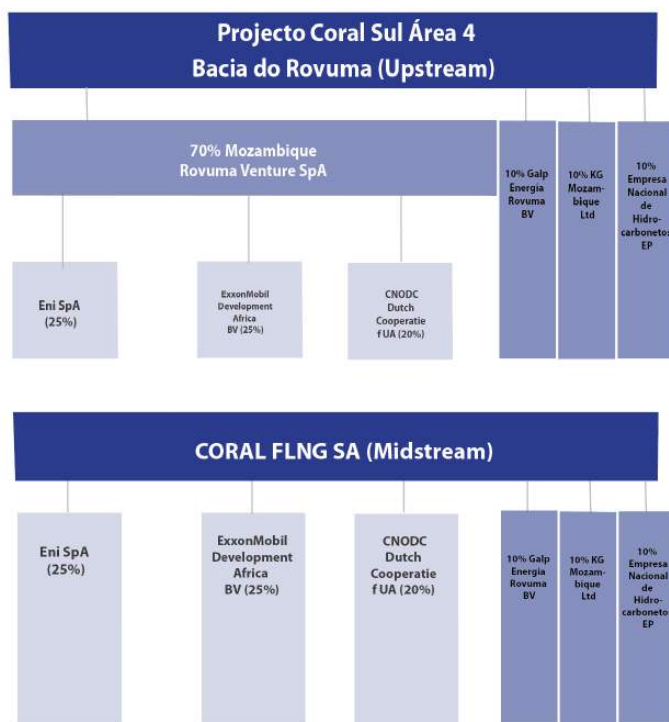 Projecto Coral Sul Área 4
Bacia do Rovuma (Upstream)
70% Mozambique
Rovuma Venture SpA
10% Galp
Energia
Rovuma
BV
10% KG
Mozam-
bique
Ltd
10%
Empresa
Nacional
de
Hidro-
carbonetos
EP
Eni SpA
(25%)
ExxonMobil
Development
Africa
BV (25%)
CNODC
Dutch
Cooperatie
f UA (20%)
CORAL FLNG SA (Midstream)
Eni SpA
(25%)
ExxonMobil
Development
Africa
BV (25%)
CNODC
Dutch
Cooperatie
f UA (20%)
10% Galp
Energia
Rovuma
BV
10% KG
Mozam-
bique
Ltd
10%
Empresa
Nacional
de
Hidro-
carbonetos
EP